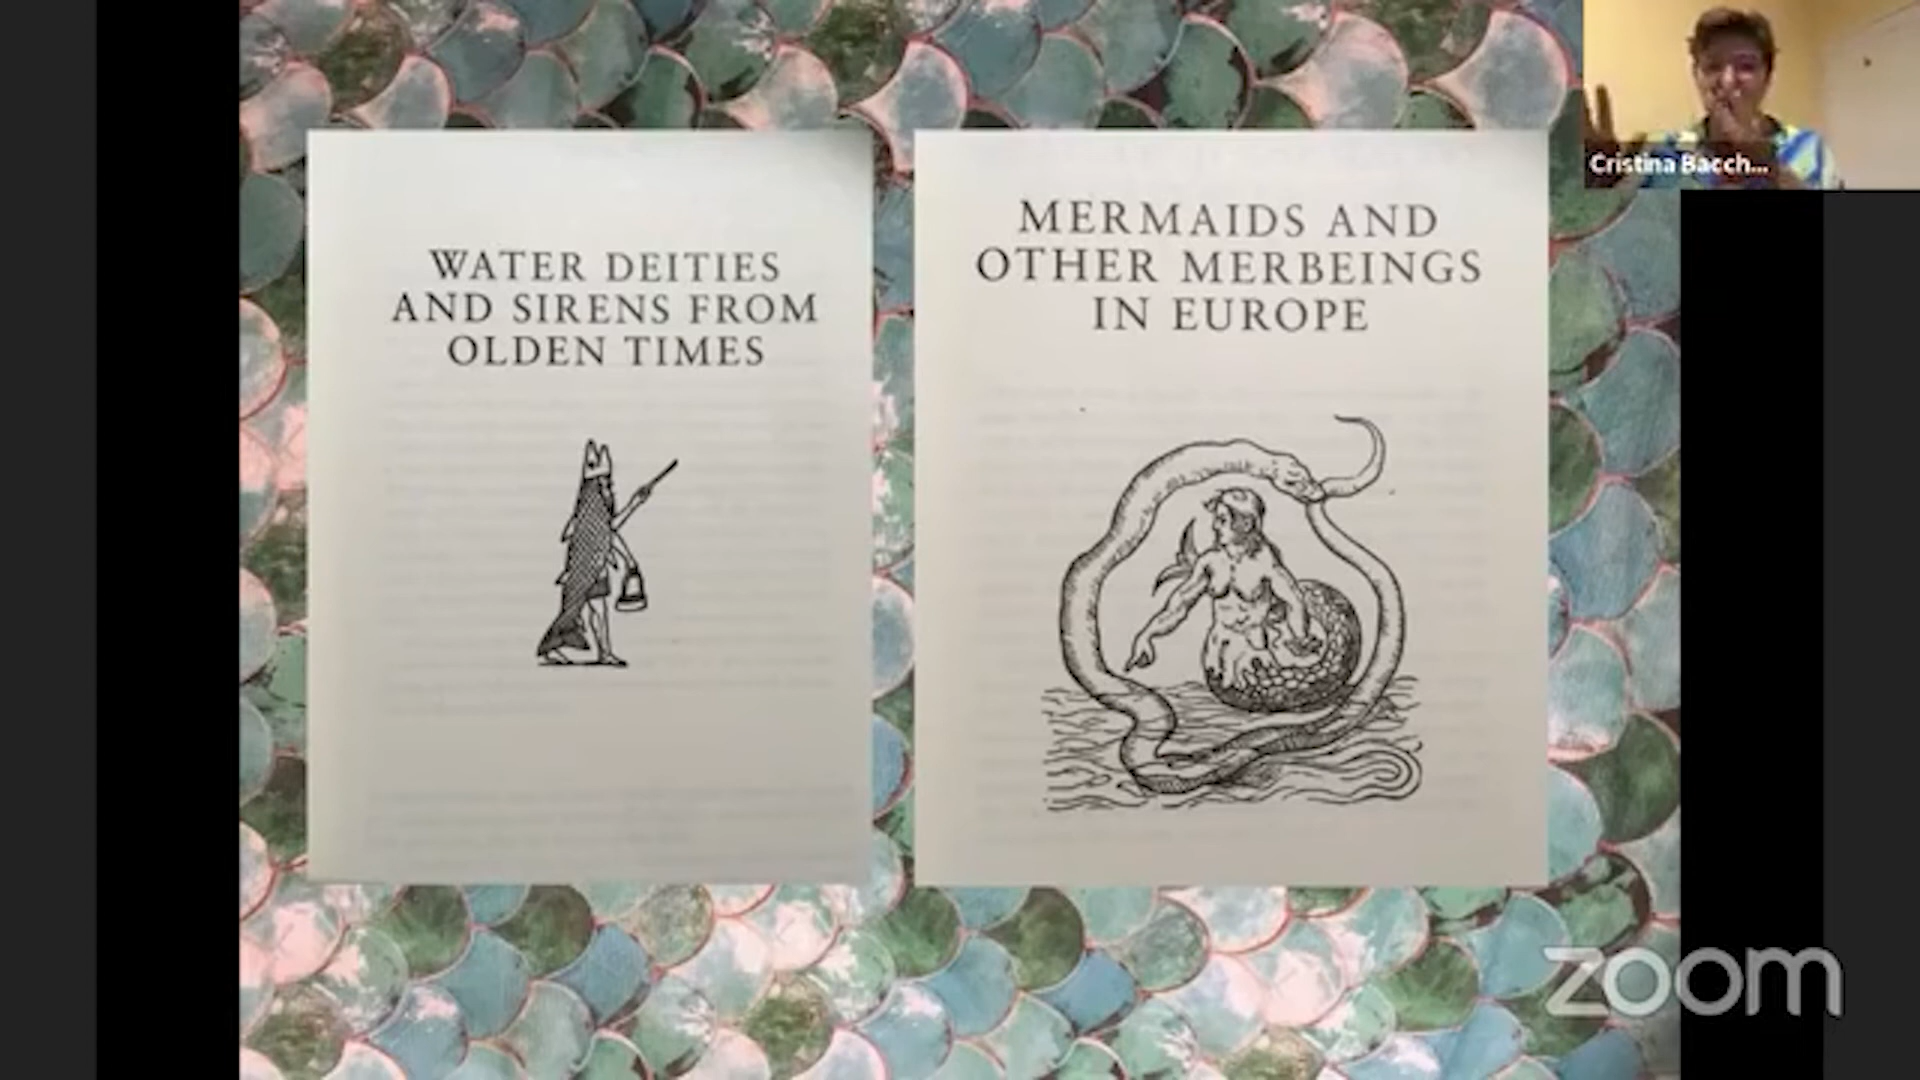 Cristina Bacch...
WATER DEITIES
AND SIRENS FROM
OLDEN TIMES
MERMAIDS AND
OTHER MERBEINGS
IN EUROPE
zoom